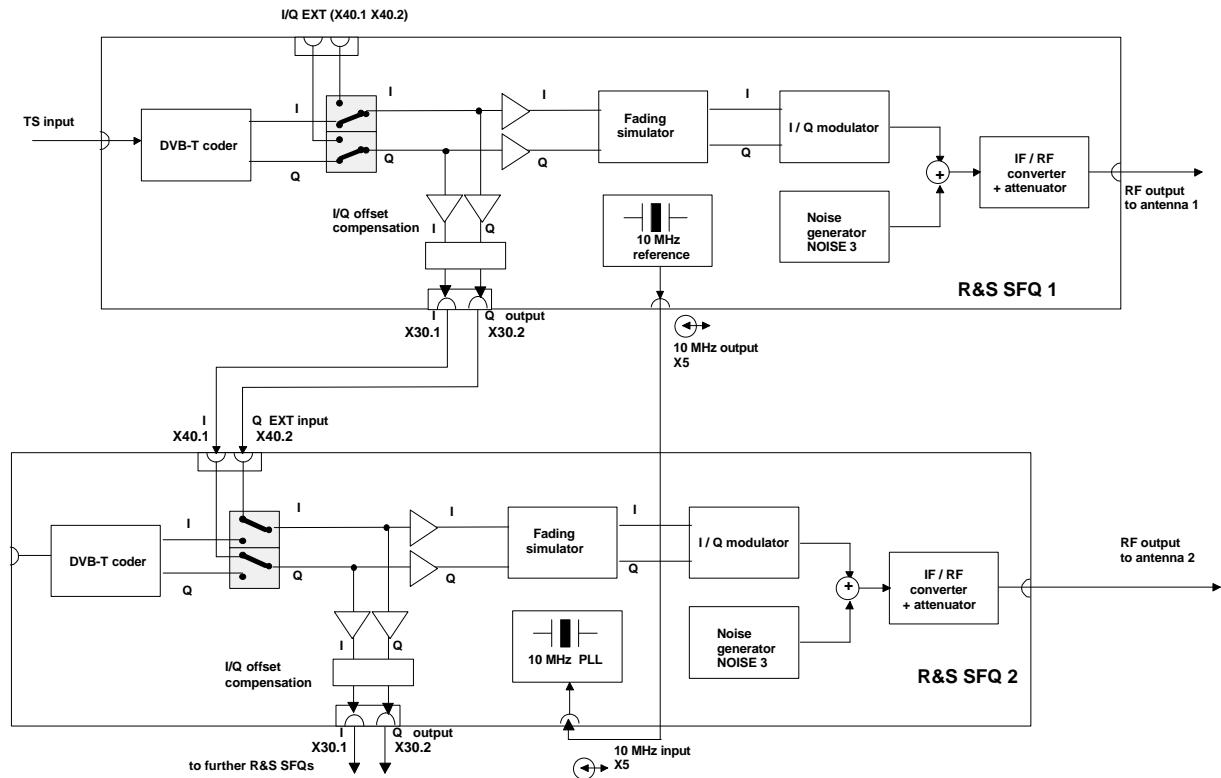 I/Q EXT (X40.1 X40.2)
TS input
DVB-T coder
I
Q
I
Q
I
Q
Fading
simulator
I
Q
I / Q modulator
+
IF / RF
converter
+ attenuator
RF output
to antenna 1
I/Q offset
compensation
I
Q
10 MHz
reference
Noise
generator
NOISE 3
R&S SFQ 1
I
X30.1
Q output
X30.2
10 MHz output
X5
I
X40.1
Q EXT input
X40.2
DVB-T coder
I
Q
I
Q
I
Q
Fading
simulator
I
Q
I / Q modulator
+
IF / RF
converter
+ attenuator
RF output
to antenna 2
I/Q offset
compensation
I
Q
10 MHz PLL
Noise
generator
NOISE 3
R&S SFQ 2
I
X30.1
Q output
X30.2
to further R&S SFQs
10 MHz input
X5